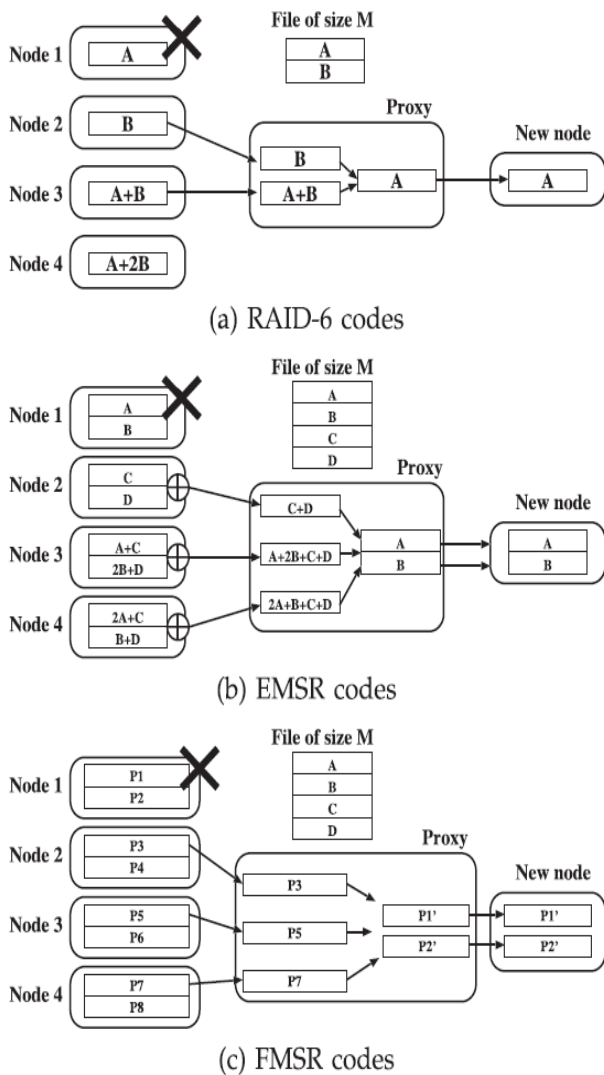 File of size M
Node 1
A
A
B
Node 2
B
Proxy
New node
B
A
A
Node 3
A+B
A+B
Node 4
A+2B
(a) RAID-6 codes
File of size M
Node 1
A
B
A
B
C
D
Node 2
C
D
Proxy
C+D
New node
Node 3
A+C
2B+D
A+2B+C+D
A
B
A
B
Node 4
2A+C
B+D
2A+B+C+D
(b) EMSR codes
File of size M
Node 1
P1
P2
A
B
C
D
Node 2
P3
P4
Proxy
P3
New node
Node 3
P5
P6
P5
P1'
P1'
P2'
P2'
Node 4
P7
P8
P7
(c) FMSR codes